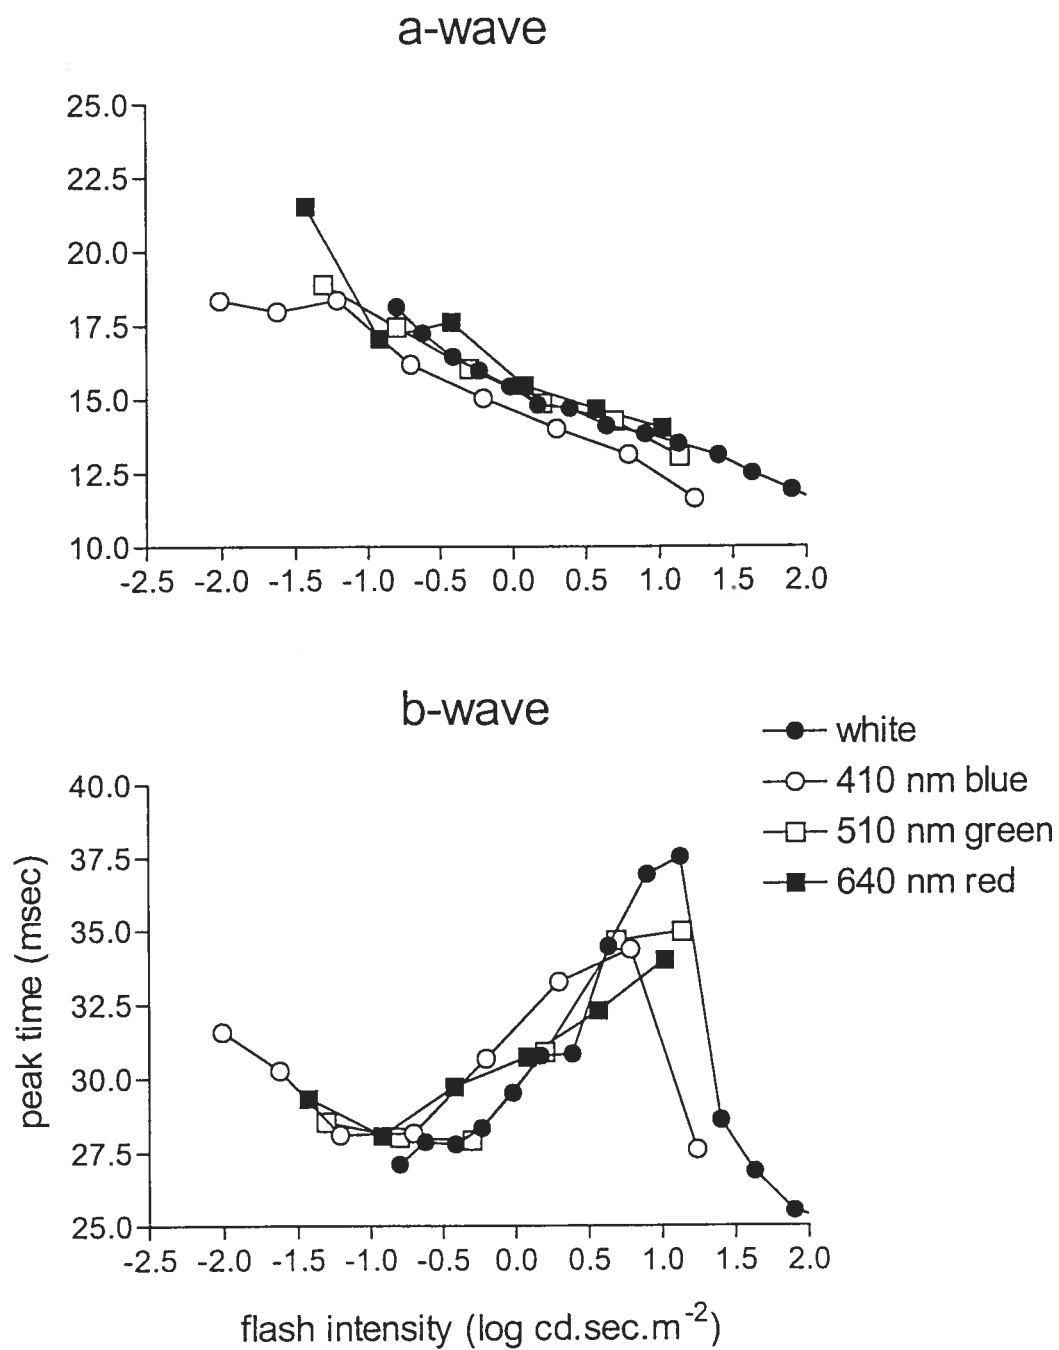 a-wave
25.0
22.5
20.0
17.5
15.0
12.5
10.0
-2.5 -2.0 -1.5 -1.0 -0.5 0.0 0.5 1.0 1.5 2.0
b-wave
white
410 nm blue
510 nm green
640 nm red
40.0
37.5
35.0
32.5
30.0
27.5
25.0
peak time (msec)
-2.5 -2.0 -1.5 -1.0 -0.5 0.0 0.5 1.0 1.5 2.0
flash intensity (log cd.sec.m⁻²)